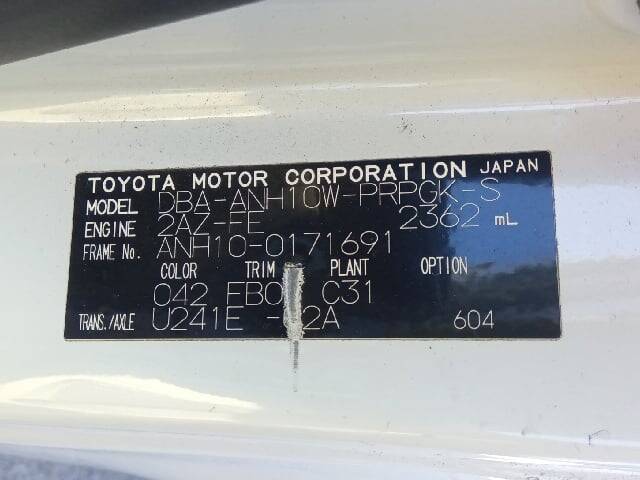 TOYOTA MOTOR CORPORATION JAPAN
MODEL DBA-ANH10W-PRPGK-S
ENGINE 2AZ-FE 2362 mL
FRAME No. ANH10-0171691
COLOR TRIM PLANT OPTION
042 C31
TRANS./AXLE U241E 604